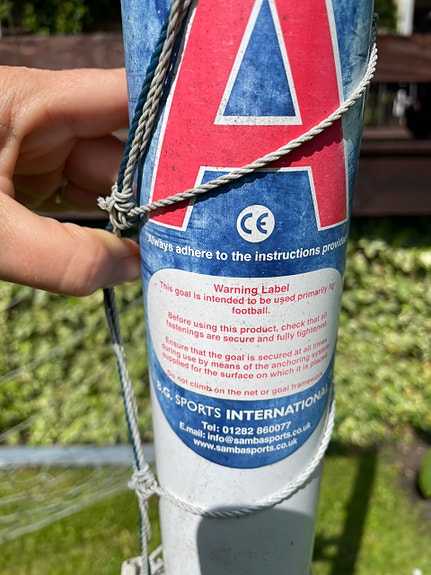 A
CE
Always adhere to the instructions provided
Warning Label
This goal is intended to be used primarily for
football.
Before using this product, check that all
fastenings are secure and fully tightened.
Ensure that the goal is secured at all times
during use by means of the anchoring system
supplied for the surface on which it is placed.
Do not climb on the net or goal framework
B.G. SPORTS INTERNATIONAL
Tel: 01282 860077
E.mail: info@sambasports.co.uk
www.sambasports.co.uk